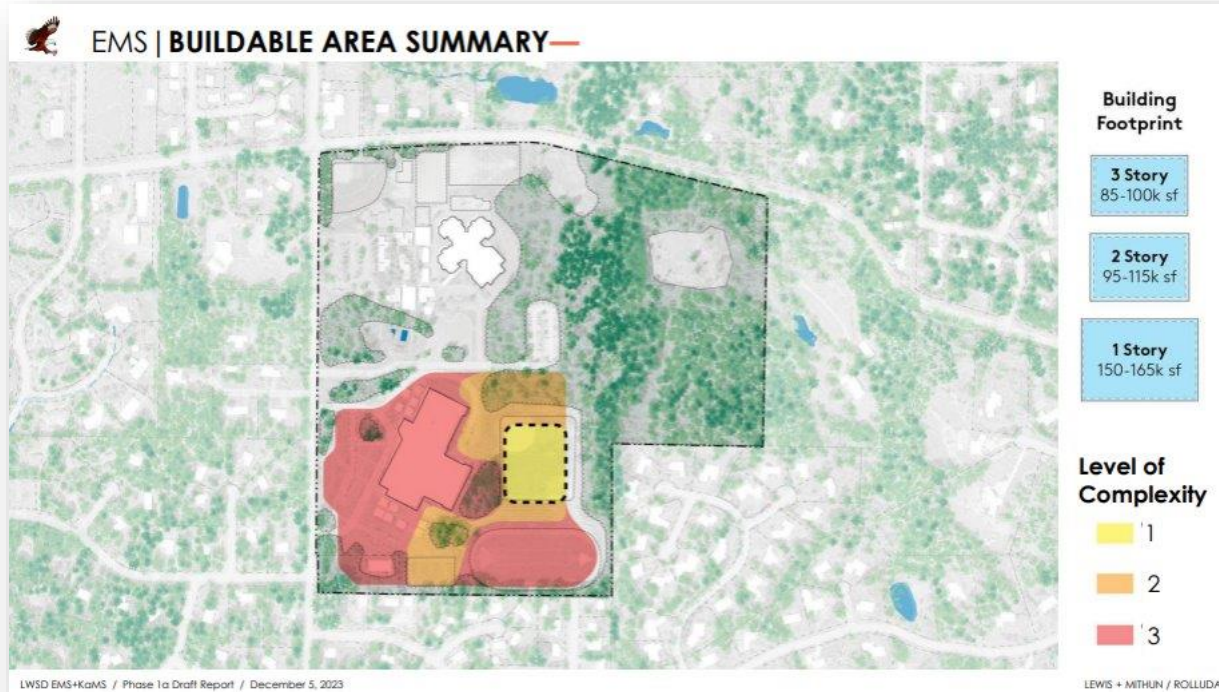 EMS | BUILDABLE AREA SUMMARY—
Building
Footprint
3 Story
85-100k sf
2 Story
95-115k sf
1 Story
150-165k sf
Level of
Complexity
1
2
3
LWSD EMS+KaMS / Phase 1a Draft Report / December 5, 2023
LEWIS + MITHUN / ROLLUDA